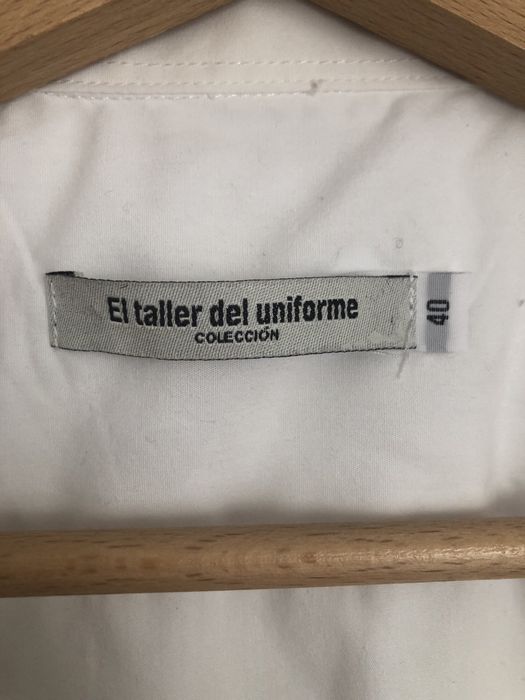 El taller del uniforme
COLECCIÓN
40